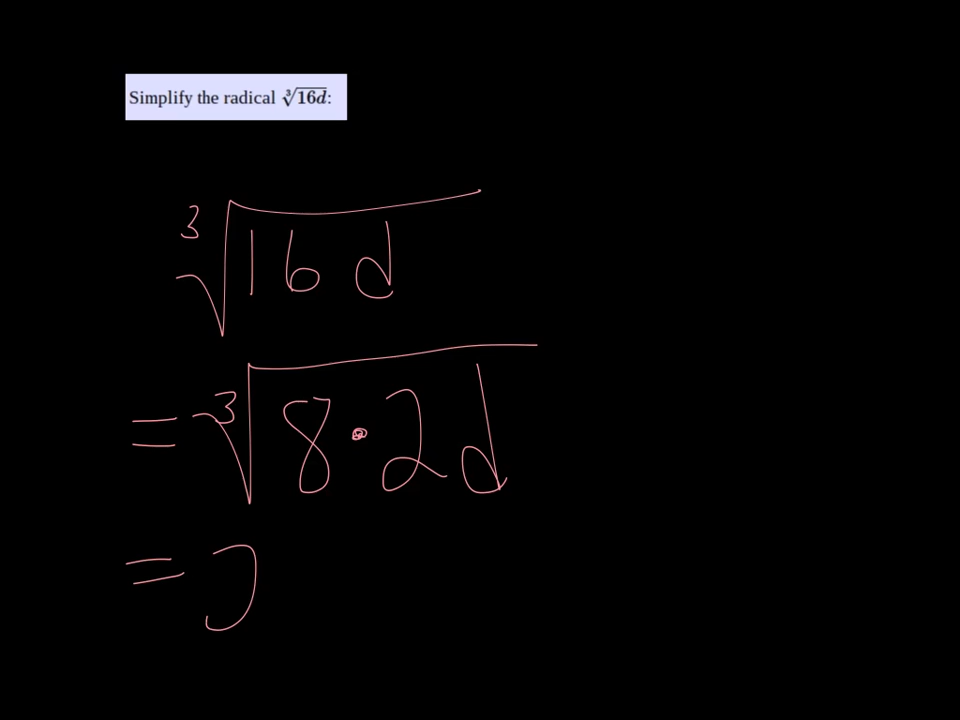 Simplify the radical ∛16d:
∛16d
= ∛8·2d
=